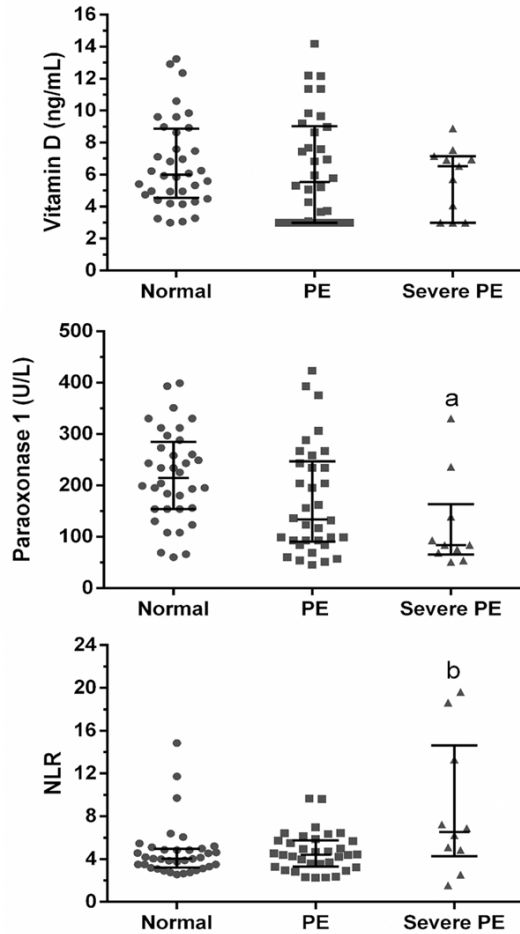 16
14
12
10
8
6
4
2
0
Vitamin D (ng/mL)
Normal PE Severe PE
500
400
300
200
100
0
Paraoxonase 1 (U/L)
a
Normal PE Severe PE
24
20
16
12
8
4
0
NLR
b
Normal PE Severe PE